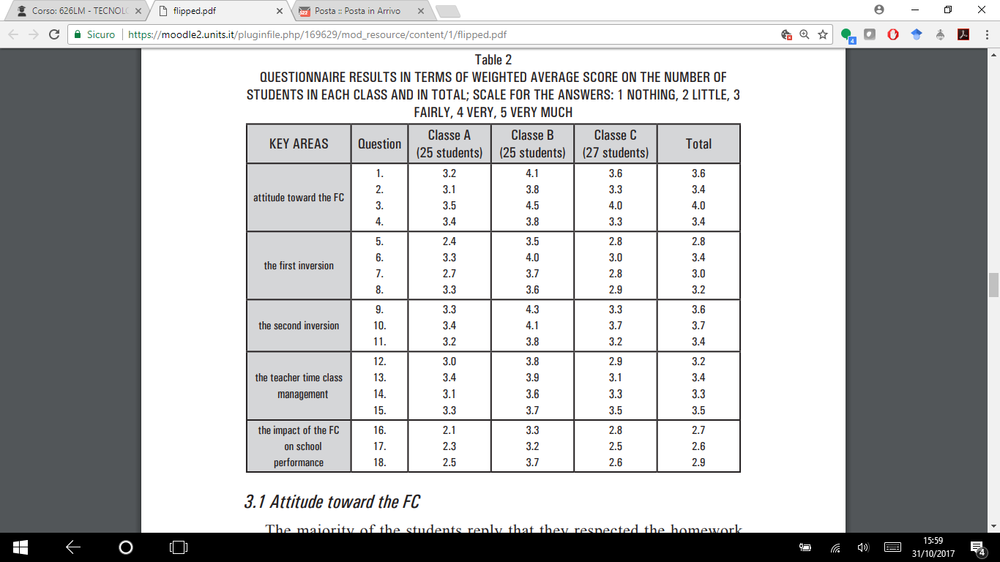 Corso: 626LM - TECNOLO
flipped.pdf
Posta :: Posta in Arrivo
Sicuro | https://moodle2.units.it/pluginfile.php/169629/mod_resource/content/1/flipped.pdf
4
Table 2
QUESTIONNAIRE RESULTS IN TERMS OF WEIGHTED AVERAGE SCORE ON THE NUMBER OF
STUDENTS IN EACH CLASS AND IN TOTAL; SCALE FOR THE ANSWERS: 1 NOTHING, 2 LITTLE, 3
FAIRLY, 4 VERY, 5 VERY MUCH
KEY AREAS Question Classe A (25 students) Classe B (25 students) Classe C (27 students) Total
attitude toward the FC
1. 3.2 4.1 3.6 3.6
2. 3.1 3.8 3.3 3.4
3. 3.5 4.5 4.0 4.0
4. 3.4 3.8 3.3 3.4
the first inversion
5. 2.4 3.5 2.8 2.8
6. 3.3 4.0 3.0 3.4
7. 2.7 3.7 2.8 3.0
8. 3.3 3.6 2.9 3.2
the second inversion
9. 3.3 4.3 3.3 3.6
10. 3.4 4.1 3.7 3.7
11. 3.2 3.8 3.2 3.4
the teacher time class
management
12. 3.0 3.8 2.9 3.2
13. 3.4 3.9 3.1 3.4
14. 3.1 3.6 3.3 3.3
15. 3.3 3.7 3.5 3.5
the impact of the FC
on school
performance
16. 2.1 3.3 2.8 2.7
17. 2.3 3.2 2.5 2.6
18. 2.5 3.7 2.6 2.9
3.1 Attitude toward the FC
The majority of the students reply that they respected the homework
15:59
31/10/2017
4